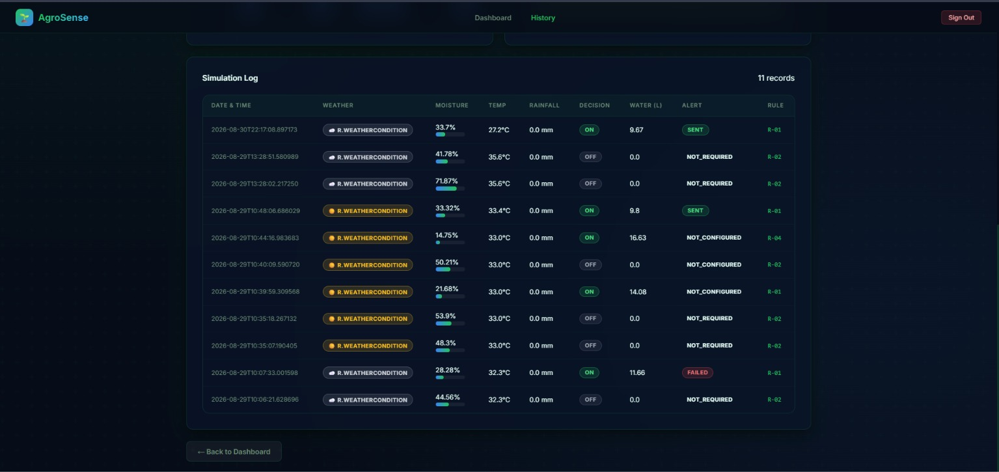 AgroSense
Dashboard History
Sign Out
Simulation Log 11 records
DATE & TIME WEATHER MOISTURE TEMP RAINFALL DECISION WATER (L) ALERT RULE
2026-08-30T22:17:08.897173 R.WEATHERCONDITION 33.7% 27.2°C 0.0 mm ON 9.67 SENT R-01
2026-08-29T13:28:51.580989 R.WEATHERCONDITION 41.78% 35.6°C 0.0 mm OFF 0.0 NOT_REQUIRED R-02
2026-08-29T13:28:02.217250 R.WEATHERCONDITION 71.87% 35.6°C 0.0 mm OFF 0.0 NOT_REQUIRED R-02
2026-08-29T10:48:06.686029 R.WEATHERCONDITION 33.32% 33.4°C 0.0 mm ON 9.8 SENT R-01
2026-08-29T10:44:16.983683 R.WEATHERCONDITION 14.75% 33.0°C 0.0 mm ON 16.63 NOT_CONFIGURED R-04
2026-08-29T10:40:09.590720 R.WEATHERCONDITION 50.21% 33.0°C 0.0 mm OFF 0.0 NOT_CONFIGURED R-02
2026-08-29T10:39:59.309568 R.WEATHERCONDITION 21.68% 33.0°C 0.0 mm ON 14.08 NOT_CONFIGURED R-01
2026-08-29T10:35:18.267132 R.WEATHERCONDITION 53.9% 33.0°C 0.0 mm OFF 0.0 NOT_REQUIRED R-02
2026-08-29T10:35:07.190405 R.WEATHERCONDITION 48.3% 33.0°C 0.0 mm OFF 0.0 NOT_REQUIRED R-02
2026-08-29T10:07:33.001598 R.WEATHERCONDITION 28.28% 32.3°C 0.0 mm ON 11.66 FAILED R-01
2026-08-29T10:06:21.628696 R.WEATHERCONDITION 44.56% 32.3°C 0.0 mm OFF 0.0 NOT_REQUIRED R-02
← Back to Dashboard